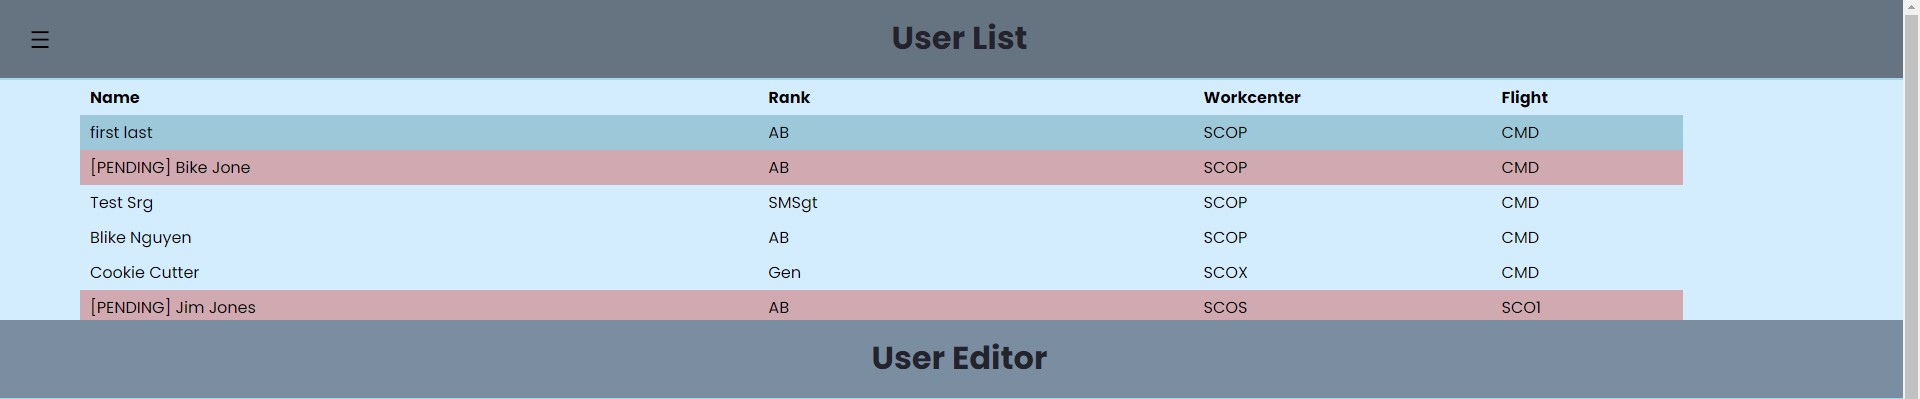 User List
Name Rank Workcenter Flight
first last AB SCOP CMD
[PENDING] Bike Jone AB SCOP CMD
Test Srg SMSgt SCOP CMD
Blike Nguyen AB SCOP CMD
Cookie Cutter Gen SCOX CMD
[PENDING] Jim Jones AB SCOS SCO1
User Editor